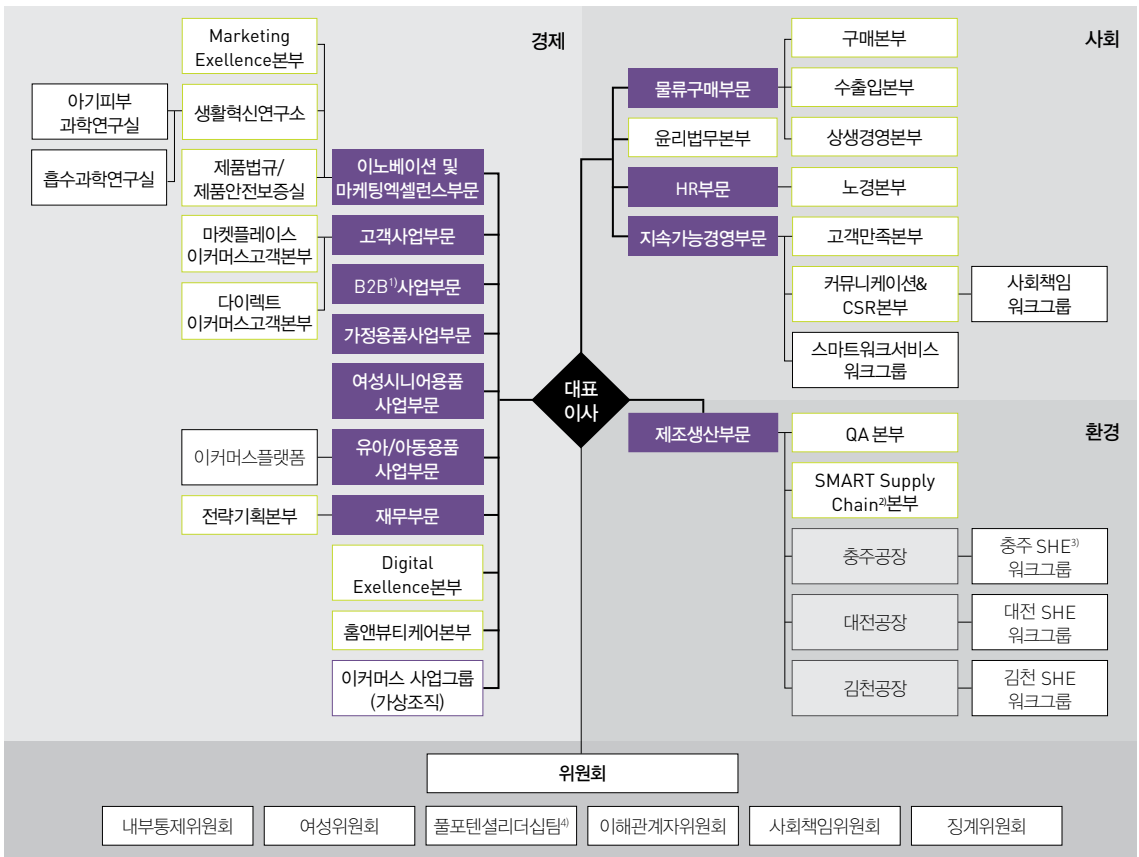 경제
Marketing
Exellence본부
아기피부
과학연구실
생활혁신연구소
흡수과학연구실
제품법규/
제품안전보증실
이노베이션 및
마케팅엑셀런스부문
마켓플레이스
이커머스고객본부
고객사업부문
다이렉트
이커머스고객본부
B2B¹⁾사업부문
가정용품사업부문
여성시니어용품
사업부문
이커머스플랫폼
유아/아동용품
사업부문
전략기획본부
재무부문
Digital
Exellence본부
홈앤뷰티케어본부
이커머스 사업그룹
(가상조직)
대표
이사
사회
물류구매부문
구매본부
수출입본부
상생경영본부
윤리법무본부
HR부문
노경본부
지속가능경영부문
고객만족본부
커뮤니케이션&
CSR본부
사회책임
워크그룹
스마트워크서비스
워크그룹
환경
제조생산부문
QA 본부
SMART Supply
Chain²⁾본부
충주공장
충주 SHE³⁾
워크그룹
대전공장
대전 SHE
워크그룹
김천공장
김천 SHE
워크그룹
위원회
내부통제위원회
여성위원회
풀포텐셜리더십팀⁴⁾
이해관계자위원회
사회책임위원회
징계위원회